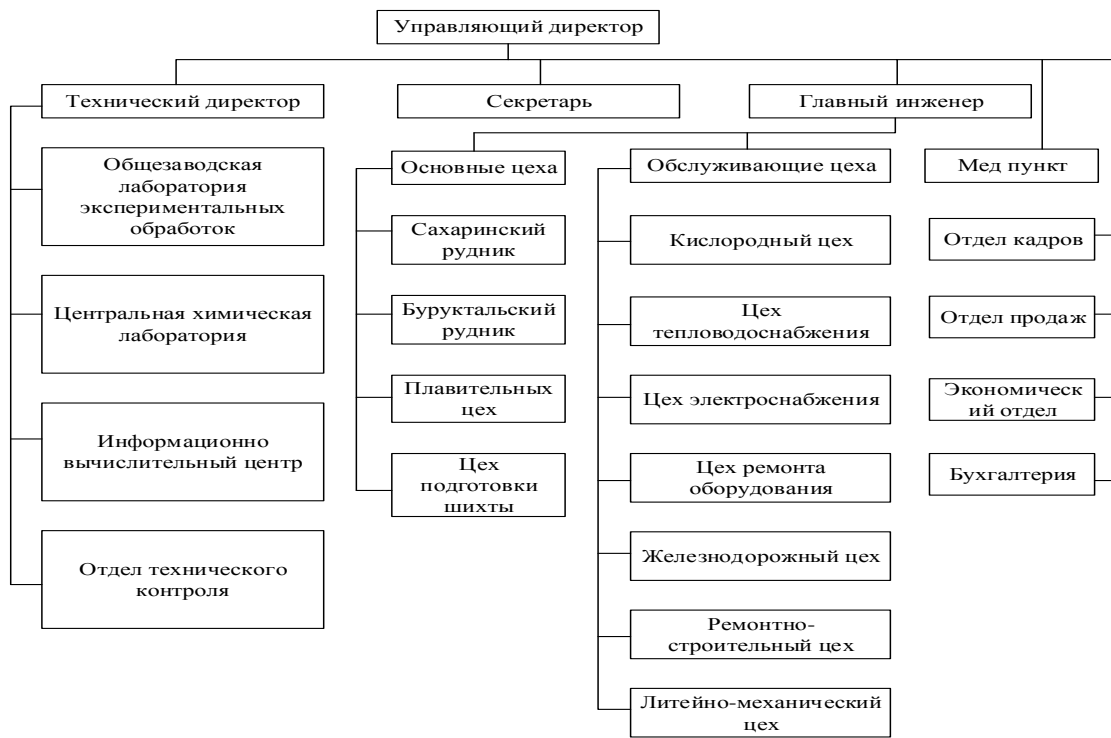 Управляющий директор
Технический директор
Секретарь
Главный инженер
Общезаводская
лаборатория
экспериментальных
обработок
Центральная химическая
лаборатория
Информационно
вычислительный центр
Отдел технического
контроля
Основные цеха
Сахаринский
рудник
Буруктальский
рудник
Плавительных
цех
Цех
подготовки
шихты
Обслуживающие цеха
Кислородный цех
Цех
тепловодоснабжения
Цех электроснабжения
Цех ремонта
оборудования
Железнодорожный цех
Ремонтно-
строительный цех
Литейно-механический
цех
Мед пункт
Отдел кадров
Отдел продаж
Экономическ
ий отдел
Бухгалтерия